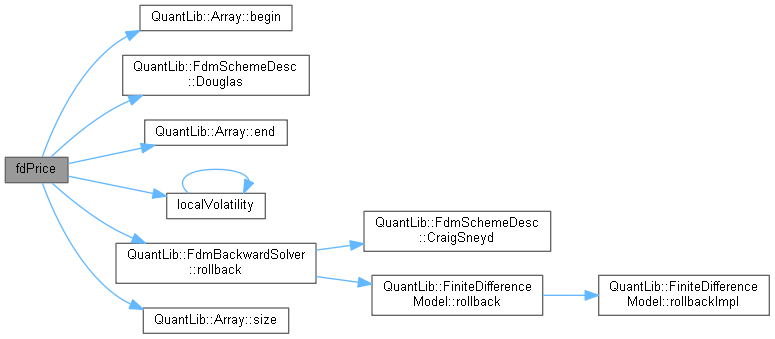 QuantLib::Array::begin
QuantLib::FdmSchemeDesc
::Douglas
QuantLib::Array::end
fdPrice
localVolatility
QuantLib::FdmSchemeDesc
::CraigSneyd
QuantLib::FdmBackwardSolver
::rollback
QuantLib::FiniteDifference
Model::rollback
QuantLib::FiniteDifference
Model::rollbackImpl
QuantLib::Array::size